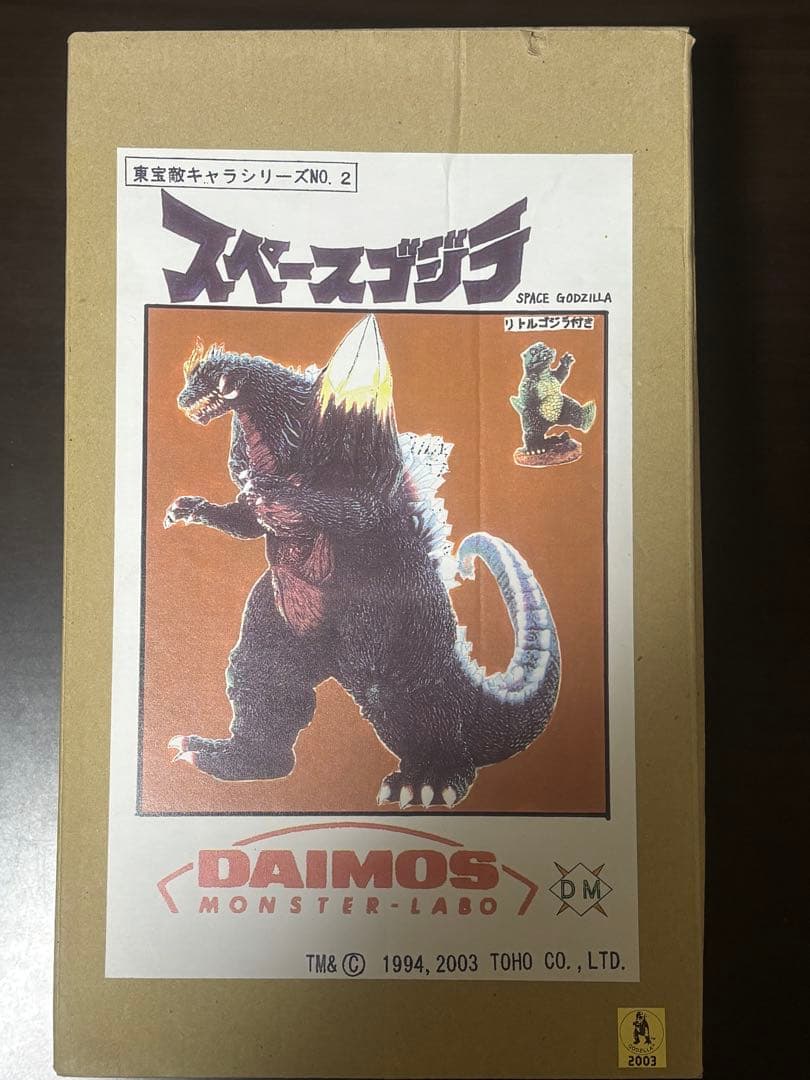 東宝敵キャラシリーズNO.2
スペースゴジラ
SPACE GODZILLA
リトルゴジラ付き
DAIMOS
MONSTER-LABO
DM
TM&© 1994,2003 TOHO CO.,LTD.
GODZILLA
2003